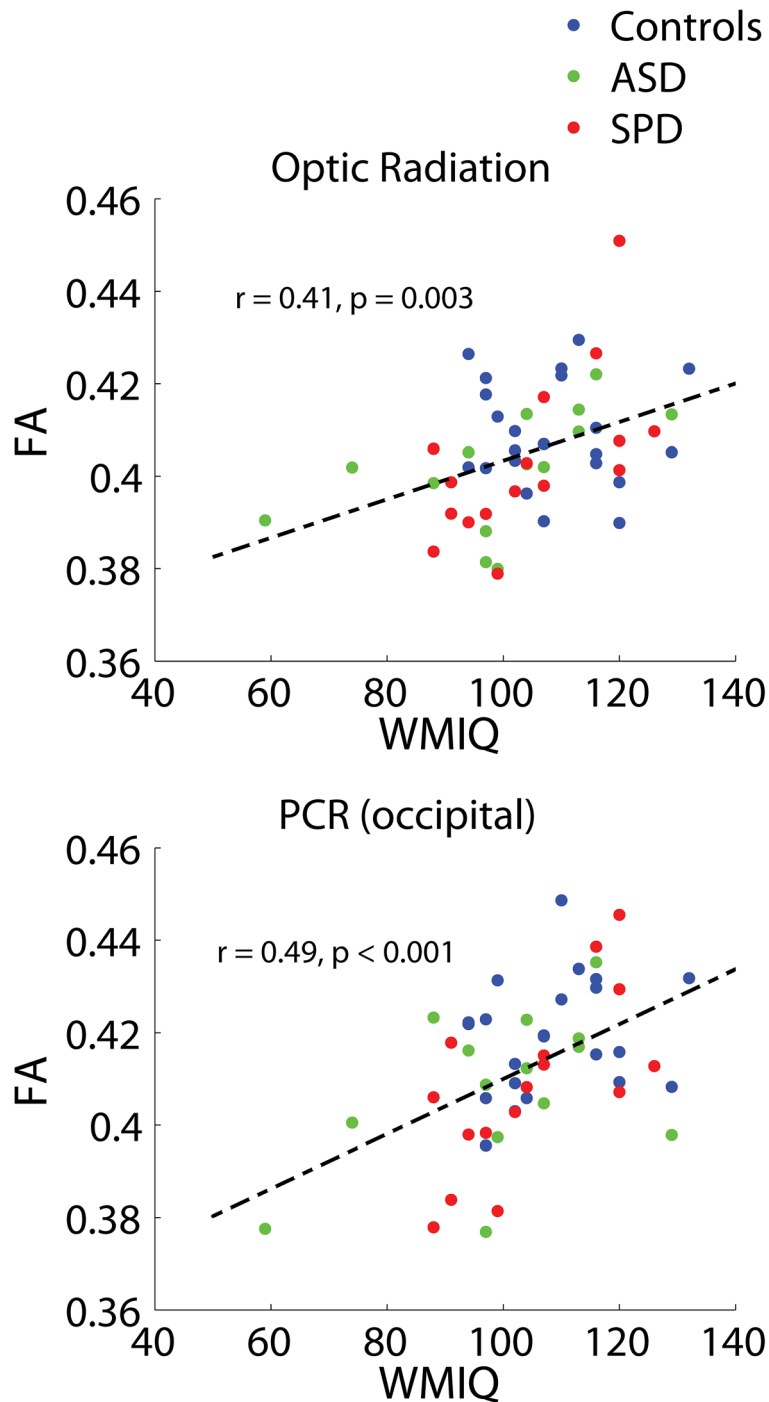 Controls
ASD
SPD
Optic Radiation
0.46
0.44
r = 0.41, p = 0.003
0.42
FA
0.4
0.38
0.36
40 60 80 100 120 140
WMIQ
PCR (occipital)
0.46
0.44
r = 0.49, p < 0.001
0.42
FA
0.4
0.38
0.36
40 60 80 100 120 140
WMIQ